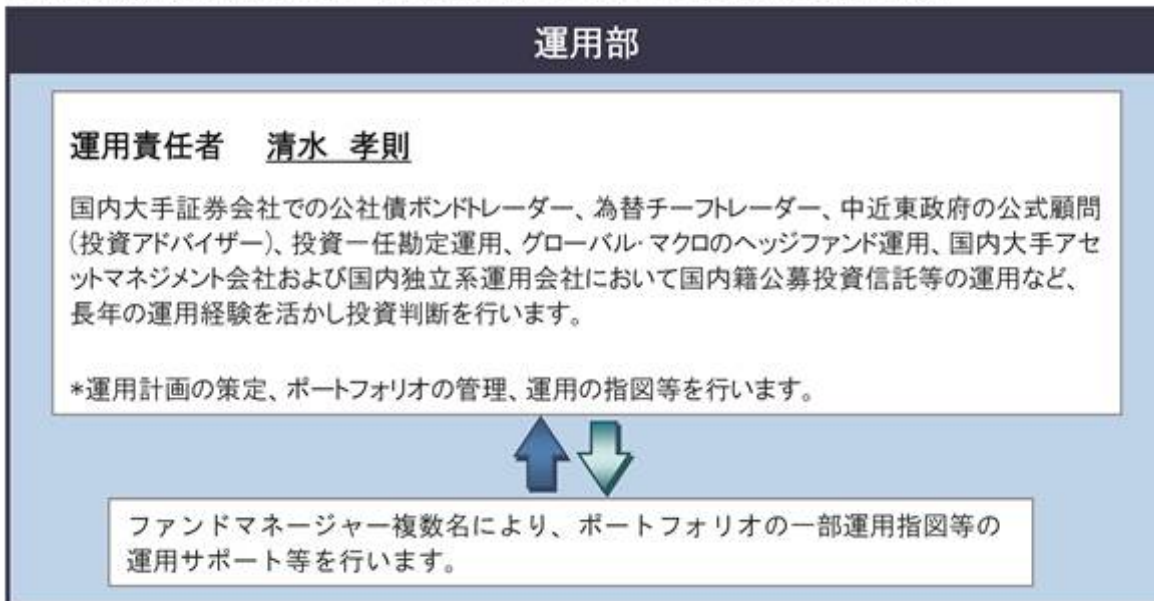 運用部
運用責任者　清水　孝則
国内大手証券会社での公社債ボンドトレーダー、為替チーフトレーダー、中近東政府の公式顧問
(投資アドバイザー)、投資一任勘定運用、グローバル・マクロのヘッジファンド運用、国内大手アセ
ットマネジメント会社および国内独立系運用会社において国内籍公募投資信託等の運用など、
長年の運用経験を活かし投資判断を行います。
*運用計画の策定、ポートフォリオの管理、運用の指図等を行います。
ファンドマネージャー複数名により、ポートフォリオの一部運用指図等の
運用サポート等を行います。